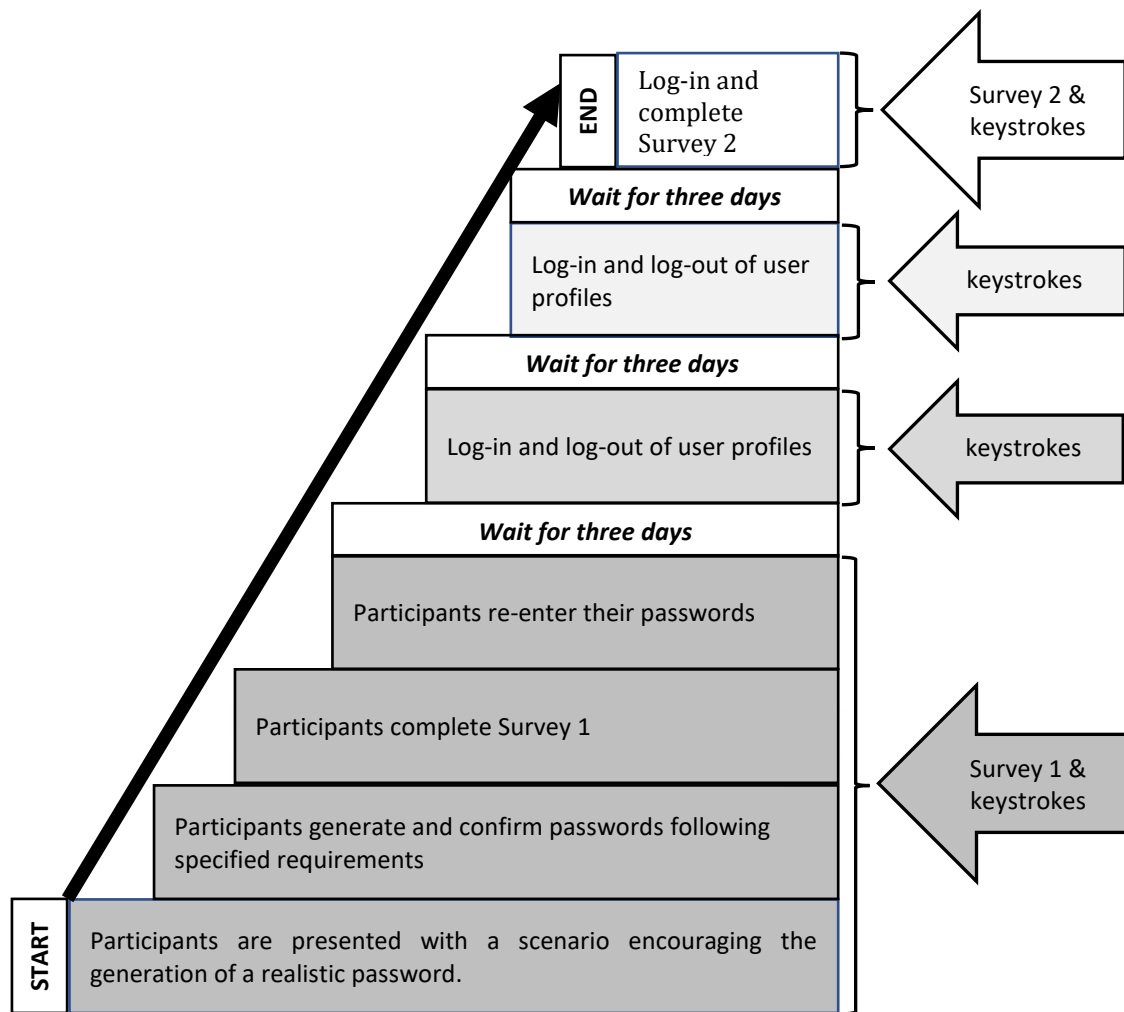 END
Log-in and
complete
Survey 2
Survey 2 &
keystrokes
Wait for three days
Log-in and log-out of user
profiles
keystrokes
Wait for three days
Log-in and log-out of user profiles
keystrokes
Wait for three days
Participants re-enter their passwords
Participants complete Survey 1
Survey 1 &
keystrokes
Participants generate and confirm passwords following
specified requirements
START
Participants are presented with a scenario encouraging the
generation of a realistic password.